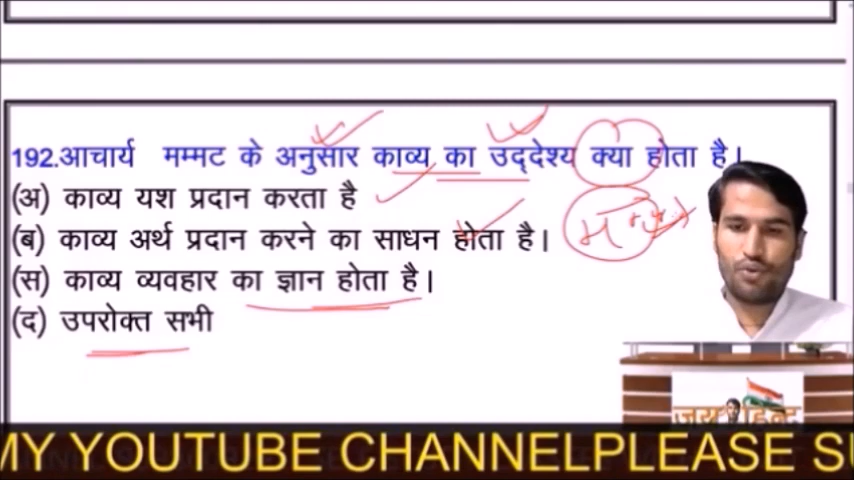 192.आचार्य मम्मट के अनुसार काव्य का उद्देश्य क्या होता है।
(अ) काव्य यश प्रदान करता है
(ब) काव्य अर्थ प्रदान करने का साधन होता है।
(स) काव्य व्यवहार का ज्ञान होता है।
(द) उपरोक्त सभी
जय हिन्द
MY YOUTUBE CHANNELPLEASE SU